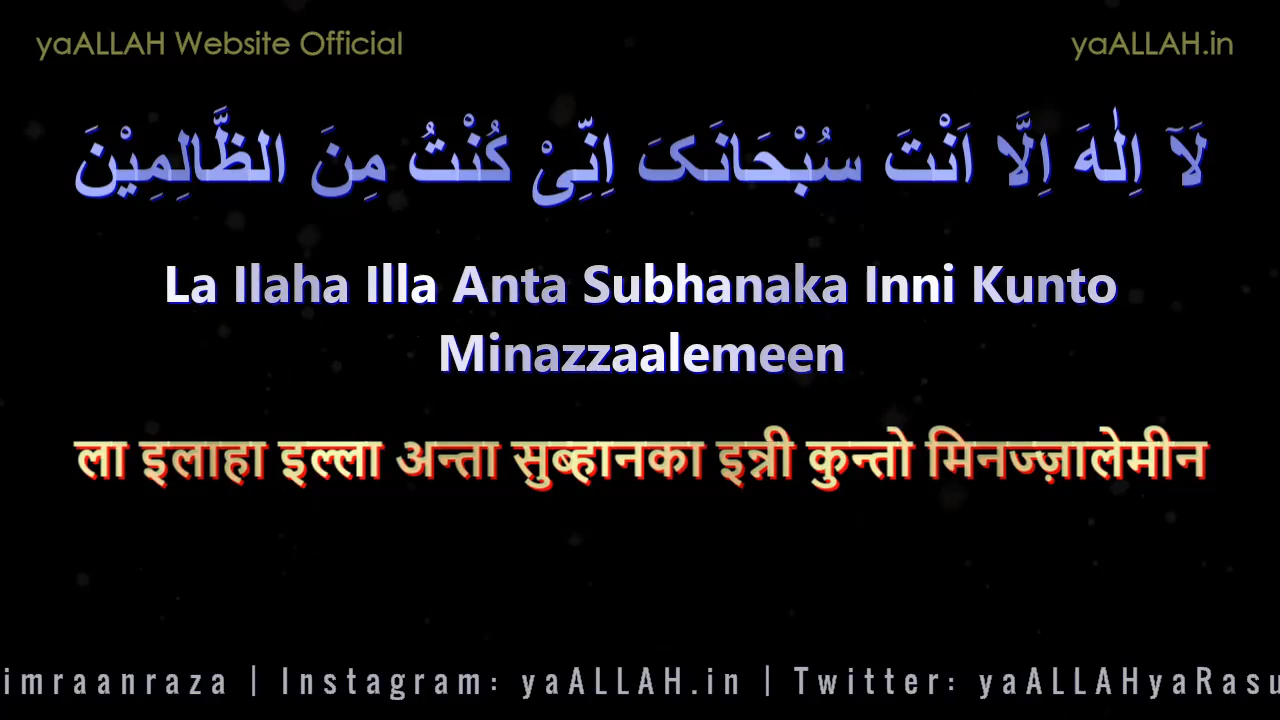 yaALLAH Website Official
yaALLAH.in
لَآ اِلٰهَ اِلَّا اَنْتَ سُبْحَانَکَ اِنِّیْ کُنْتُ مِنَ الظَّالِمِیْنَ
La Ilaha Illa Anta Subhanaka Inni Kunto
Minazzaalemeen
ला इलाहा इल्ला अन्ता सुब्हानका इन्नी कुन्तो मिनज्ज़ालेमीन
imraanraza | Instagram: yaALLAH.in | Twitter: yaALLAHyaRasu